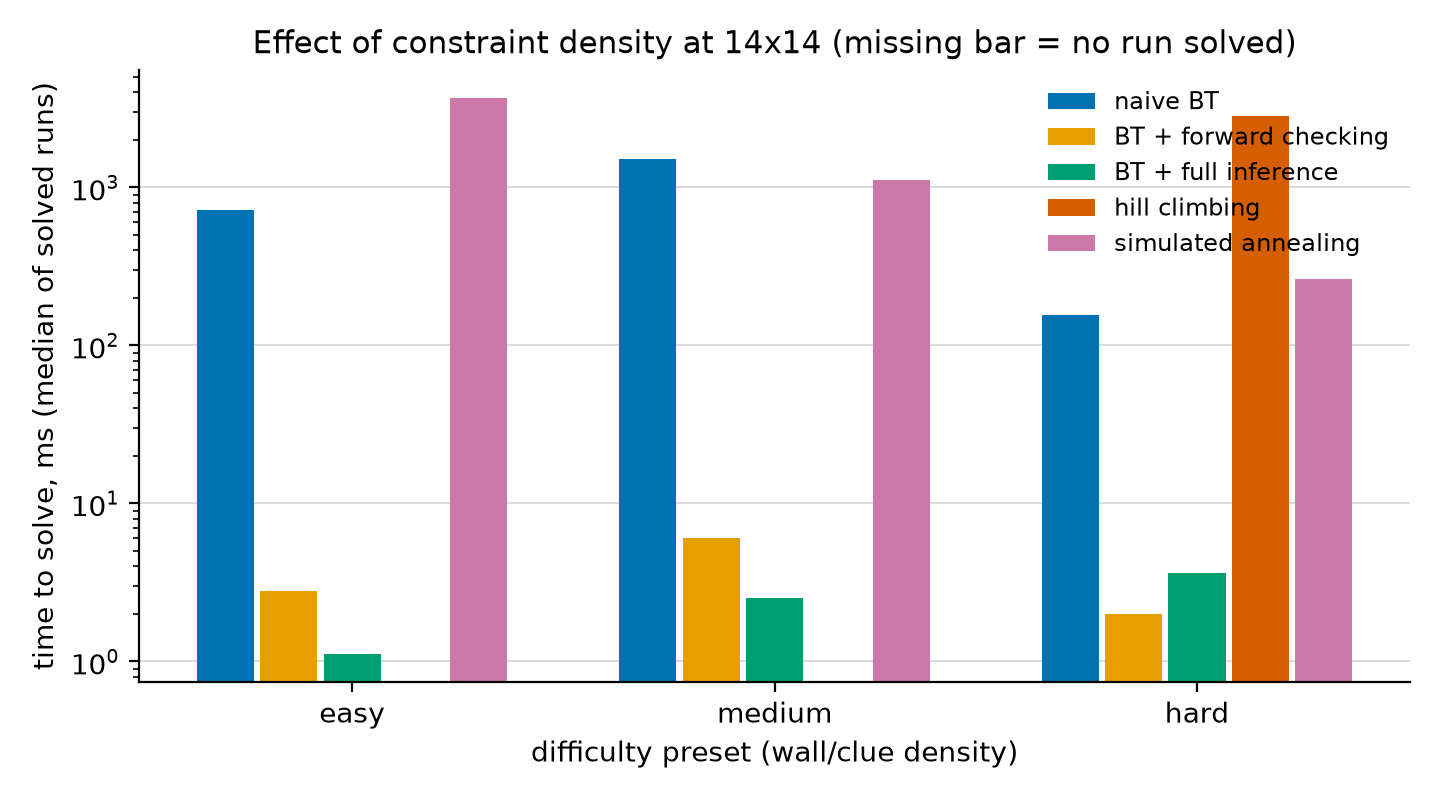 Effect of constraint density at 14x14 (missing bar = no run solved)
naive BT
BT + forward checking
BT + full inference
hill climbing
simulated annealing
time to solve, ms (median of solved runs)
10³
10²
10¹
10⁰
easy
medium
hard
difficulty preset (wall/clue density)